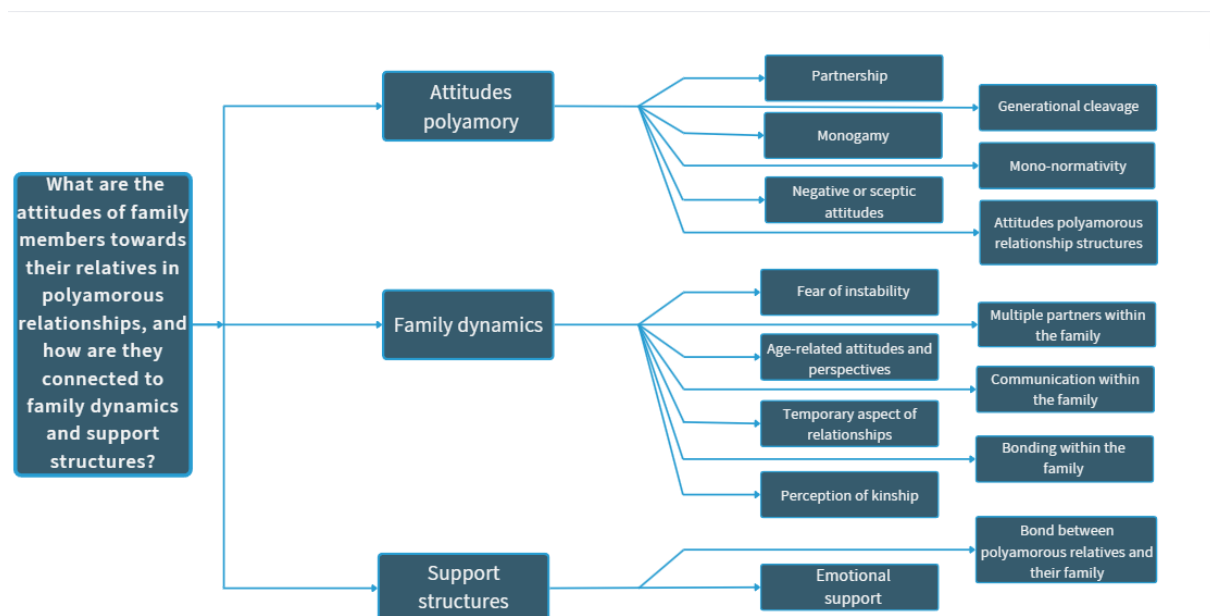 What are the
attitudes of family
members towards
their relatives in
polyamorous
relationships, and
how are they
connected to
family dynamics
and support
structures?
Attitudes
polyamory
Partnership
Generational cleavage
Monogamy
Mono-normativity
Negative or sceptic
attitudes
Attitudes polyamorous
relationship structures
Family dynamics
Fear of instability
Multiple partners within
the family
Age-related attitudes and
perspectives
Communication within
the family
Temporary aspect of
relationships
Bonding within the
family
Perception of kinship
Support
structures
Bond between
polyamorous relatives and
their family
Emotional
support